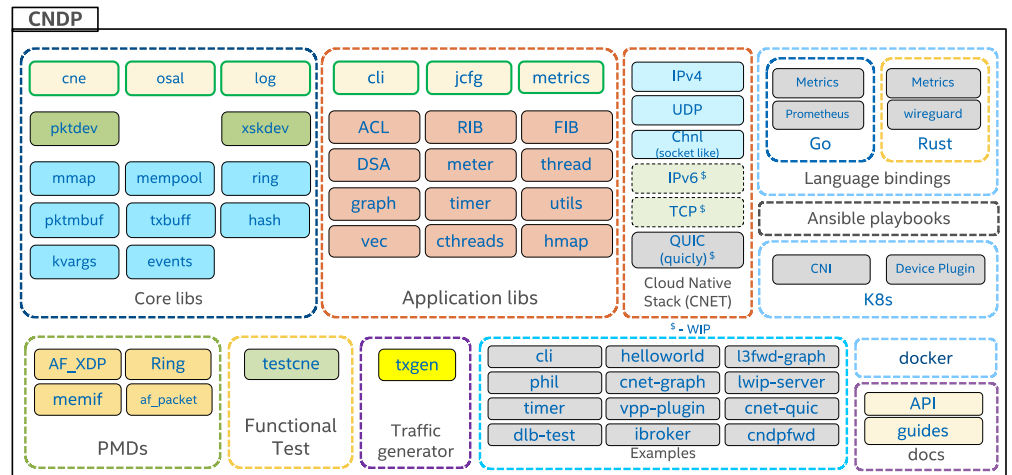 CNDP
cne osal log
pktdev xskdev
mmap mempool ring
pktmbuf txbuff hash
kvargs events
Core libs
cli jcfg metrics
ACL RIB FIB
DSA meter thread
graph timer utils
vec cthreads hmap
Application libs
IPv4
UDP
Chnl
(socket like)
IPv6 $
TCP $
QUIC
(quicly) $
Cloud Native
Stack (CNET)
$ - WIP
Metrics
Prometheus
Go
Metrics
wireguard
Rust
Language bindings
Ansible playbooks
CNI Device Plugin
K8s
AF_XDP Ring
memif af_packet
PMDs
testcne
Functional
Test
txgen
Traffic
generator
cli helloworld l3fwd-graph
phil cnet-graph lwip-server
timer vpp-plugin cnet-quic
dlb-test ibroker cndpfwd
Examples
docker
API
guides
docs